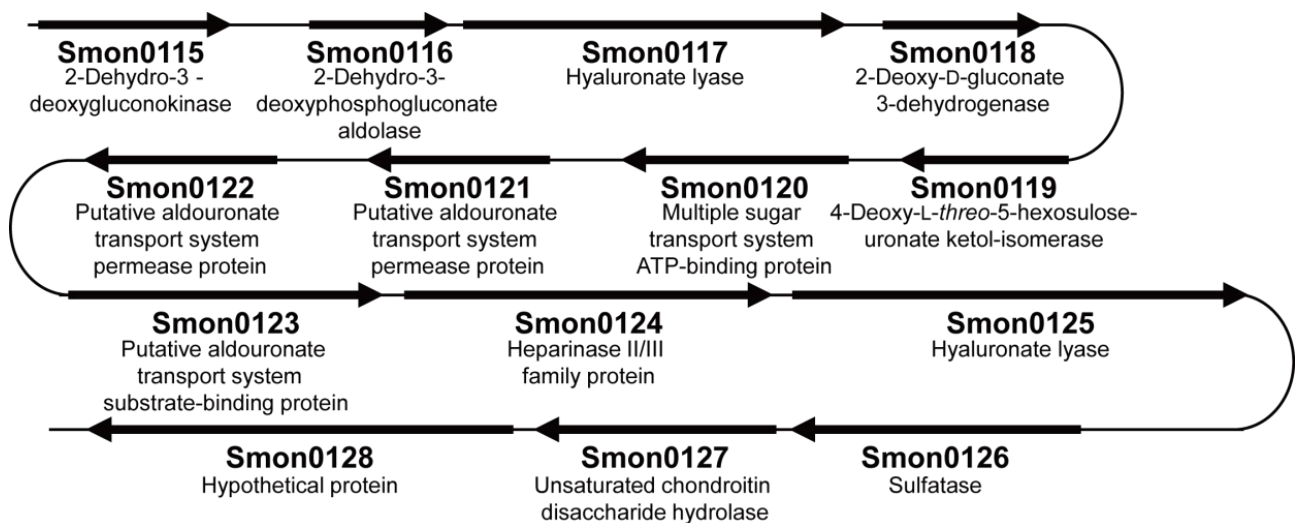 Smon0115 Smon0116 Smon0117 Smon0118
2-Dehydro-3 - 2-Dehydro-3- Hyaluronate lyase 2-Deoxy-D-gluconate
deoxygluconokinase deoxyphosphogluconate 3-dehydrogenase
aldolase
Smon0122 Smon0121 Smon0120 Smon0119
Putative aldouronate Putative aldouronate Multiple sugar 4-Deoxy-L-threo-5-hexosulose-
transport system transport system transport system uronate ketol-isomerase
permease protein permease protein ATP-binding protein
Smon0123 Smon0124 Smon0125
Putative aldouronate Heparinase II/III Hyaluronate lyase
transport system family protein
substrate-binding protein
Smon0128 Smon0127 Smon0126
Hypothetical protein Unsaturated chondroitin Sulfatase
disaccharide hydrolase